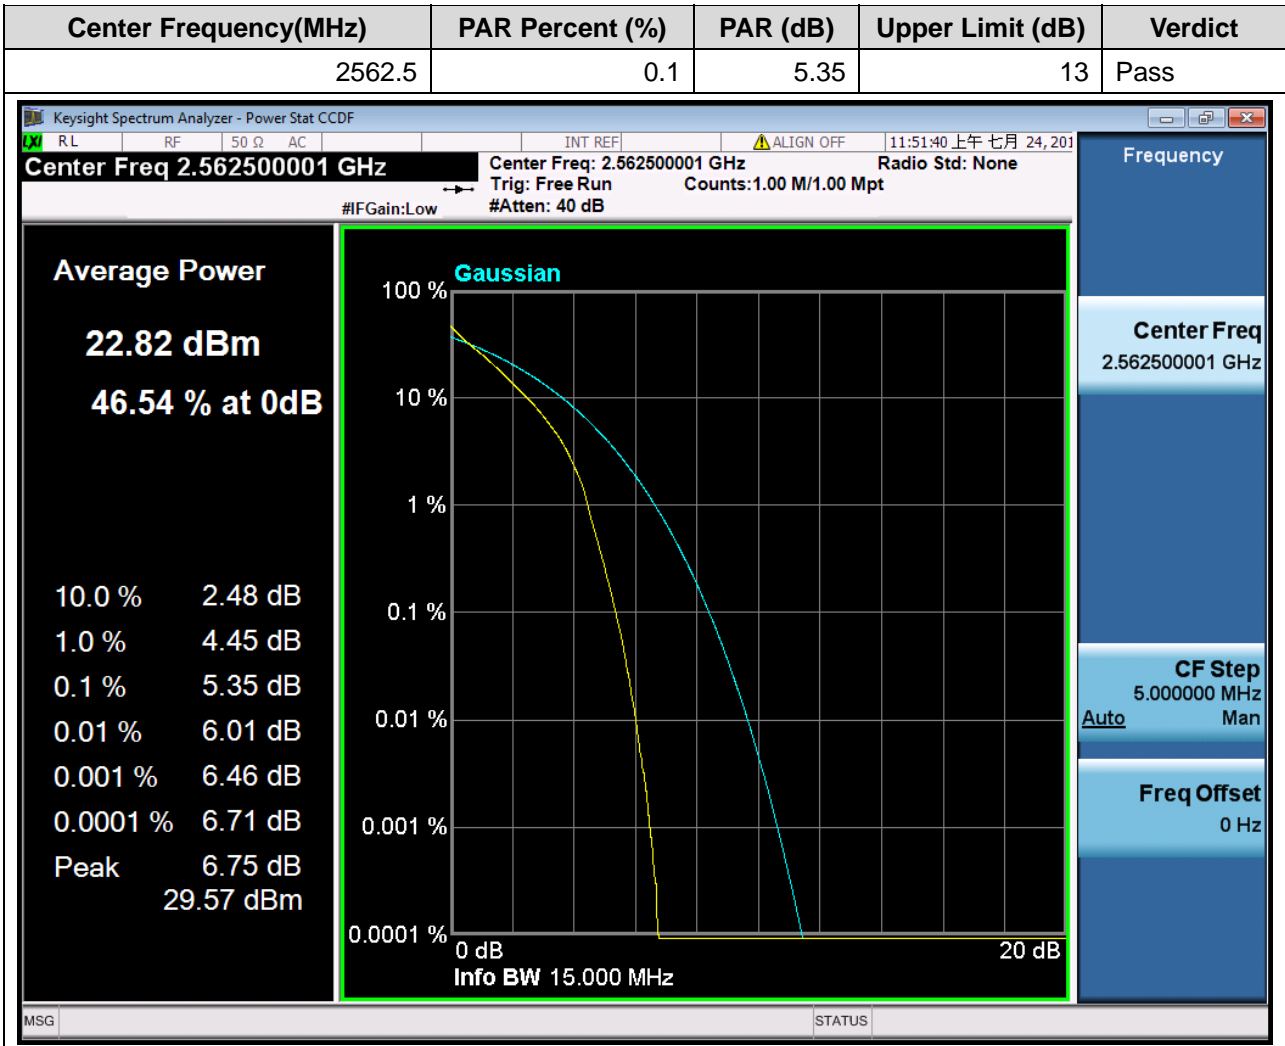 Center Frequency(MHz) PAR Percent (%) PAR (dB) Upper Limit (dB) Verdict
2562.5 0.1 5.35 13 Pass
Keysight Spectrum Analyzer - Power Stat CCDF
LXI RL RF 50 Ω AC INT REF ALIGN OFF 11:51:40 上午 七月 24, 201
Center Freq 2.562500001 GHz
#IFGain:Low
Center Freq: 2.562500001 GHz
Trig: Free Run Counts:1.00 M/1.00 Mpt
#Atten: 40 dB
Radio Std: None
Average Power
22.82 dBm
46.54 % at 0dB
10.0 % 2.48 dB
1.0 % 4.45 dB
0.1 % 5.35 dB
0.01 % 6.01 dB
0.001 % 6.46 dB
0.0001 % 6.71 dB
Peak 6.75 dB
29.57 dBm
Gaussian
100 %
10 %
1 %
0.1 %
0.01 %
0.001 %
0.0001 %
0 dB 20 dB
Info BW 15.000 MHz
Frequency
Center Freq
2.562500001 GHz
CF Step
5.000000 MHz
Auto Man
Freq Offset
0 Hz
MSG STATUS